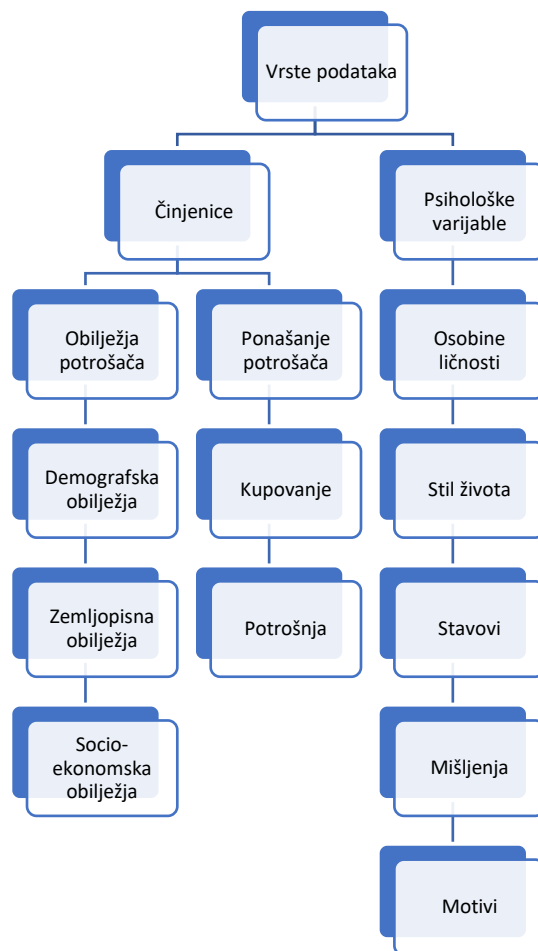 Vrste podataka
Činjenice
Psihološke
varijable
Obilježja
potrošača
Ponašanje
potrošača
Osobine
ličnosti
Demografska
obilježja
Kupovanje
Stil života
Zemljopisna
obilježja
Potrošnja
Stavovi
Socio-
ekonomska
obilježja
Mišljenja
Motivi